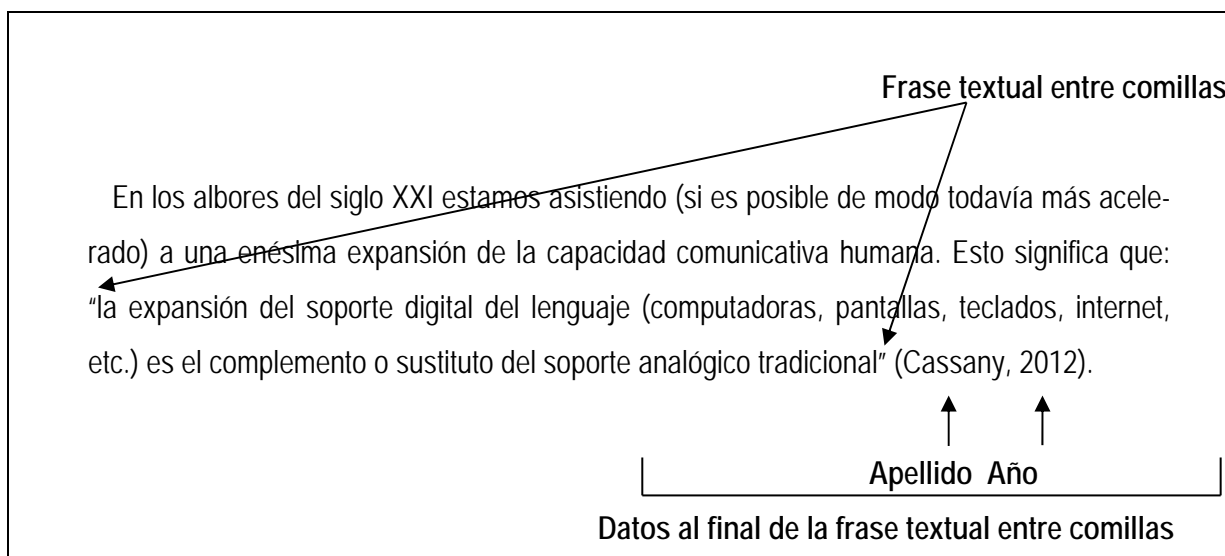 Frase textual entre comillas
En los albores del siglo XXI estamos asistiendo (si es posible de modo todavía más acele-
rado) a una enésima expansión de la capacidad comunicativa humana. Esto significa que:
“la expansión del soporte digital del lenguaje (computadoras, pantallas, teclados, internet,
etc.) es el complemento o sustituto del soporte analógico tradicional” (Cassany, 2012).
Apellido Año
Datos al final de la frase textual entre comillas